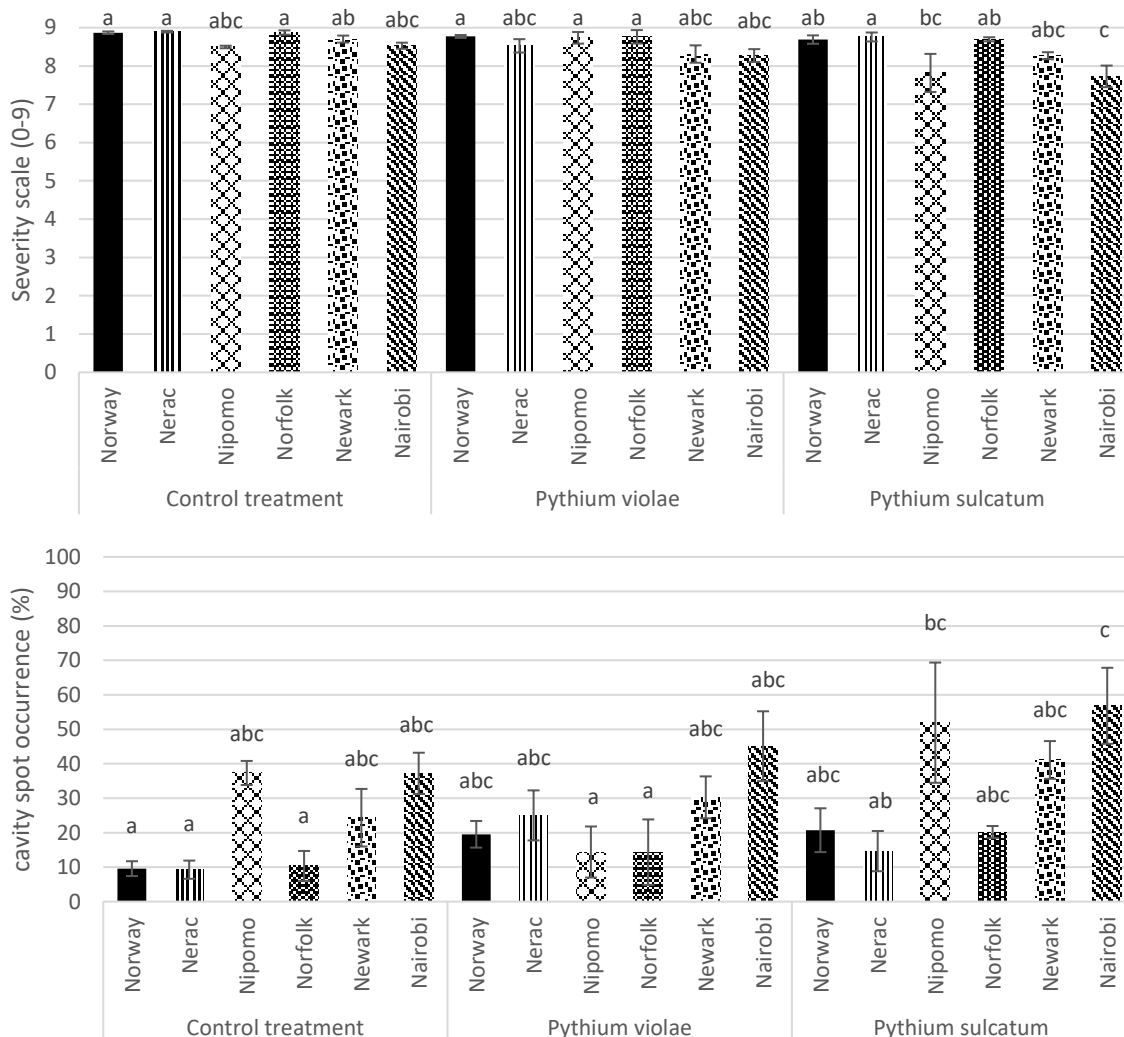 a a abc a ab abc a abc a a abc abc ab a bc ab abc c
9
8
7
6
5
4
3
2
1
0
Severity scale (0-9)
Norway Nerac Nipomo Norfolk Newark Nairobi Norway Nerac Nipomo Norfolk Newark Nairobi Norway Nerac Nipomo Norfolk Newark Nairobi
Control treatment Pythium violae Pythium sulcatum
100
90
80
70
60
50
40
30
20
10
0
cavity spot occurrence (%)
a a abc a abc abc abc abc a a abc abc abc ab bc abc abc c
Norway Nerac Nipomo Norfolk Newark Nairobi Norway Nerac Nipomo Norfolk Newark Nairobi Norway Nerac Nipomo Norfolk Newark Nairobi
Control treatment Pythium violae Pythium sulcatum